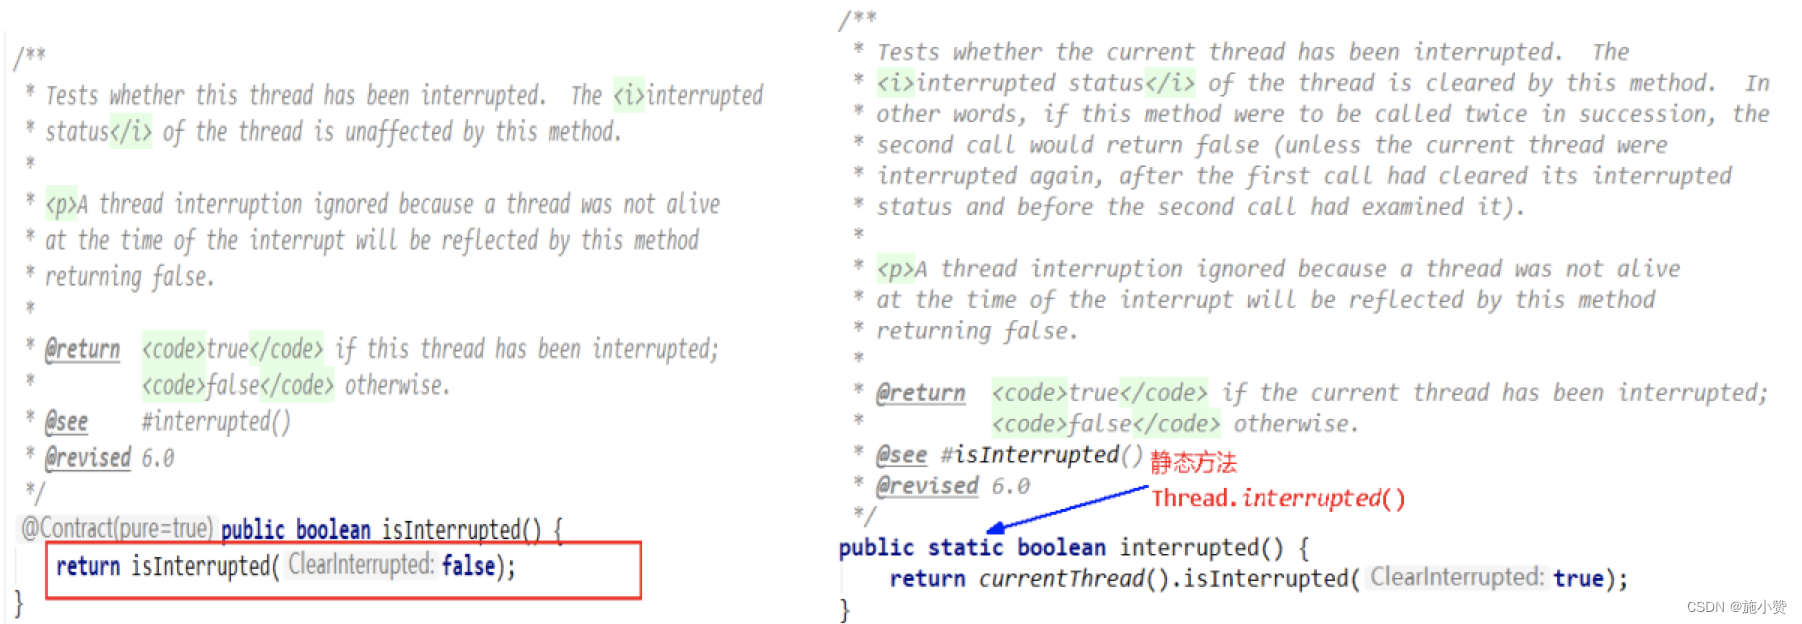 /**
* Tests whether this thread has been interrupted.  The <i>interrupted
* status</i> of the thread is unaffected by this method.
*
* <p>A thread interruption ignored because a thread was not alive
* at the time of the interrupt will be reflected by this method
* returning false.
*
* @return  <code>true</code> if this thread has been interrupted;
*          <code>false</code> otherwise.
* @see     #interrupted()
* @revised 6.0
*/
@Contract(pure=true) public boolean isInterrupted() {
return isInterrupted( ClearInterrupted: false);
}
/**
* Tests whether the current thread has been interrupted.  The
* <i>interrupted status</i> of the thread is cleared by this method.  In
* other words, if this method were to be called twice in succession, the
* second call would return false (unless the current thread were
* interrupted again, after the first call had cleared its interrupted
* status and before the second call had examined it).
*
* <p>A thread interruption ignored because a thread was not alive
* at the time of the interrupt will be reflected by this method
* returning false.
*
* @return  <code>true</code> if the current thread has been interrupted;
*          <code>false</code> otherwise.
* @see #isInterrupted()
静态方法
* @revised 6.0
Thread.interrupted()
*/
public static boolean interrupted() {
return currentThread().isInterrupted( ClearInterrupted: true);
}
CSDN @施小赞